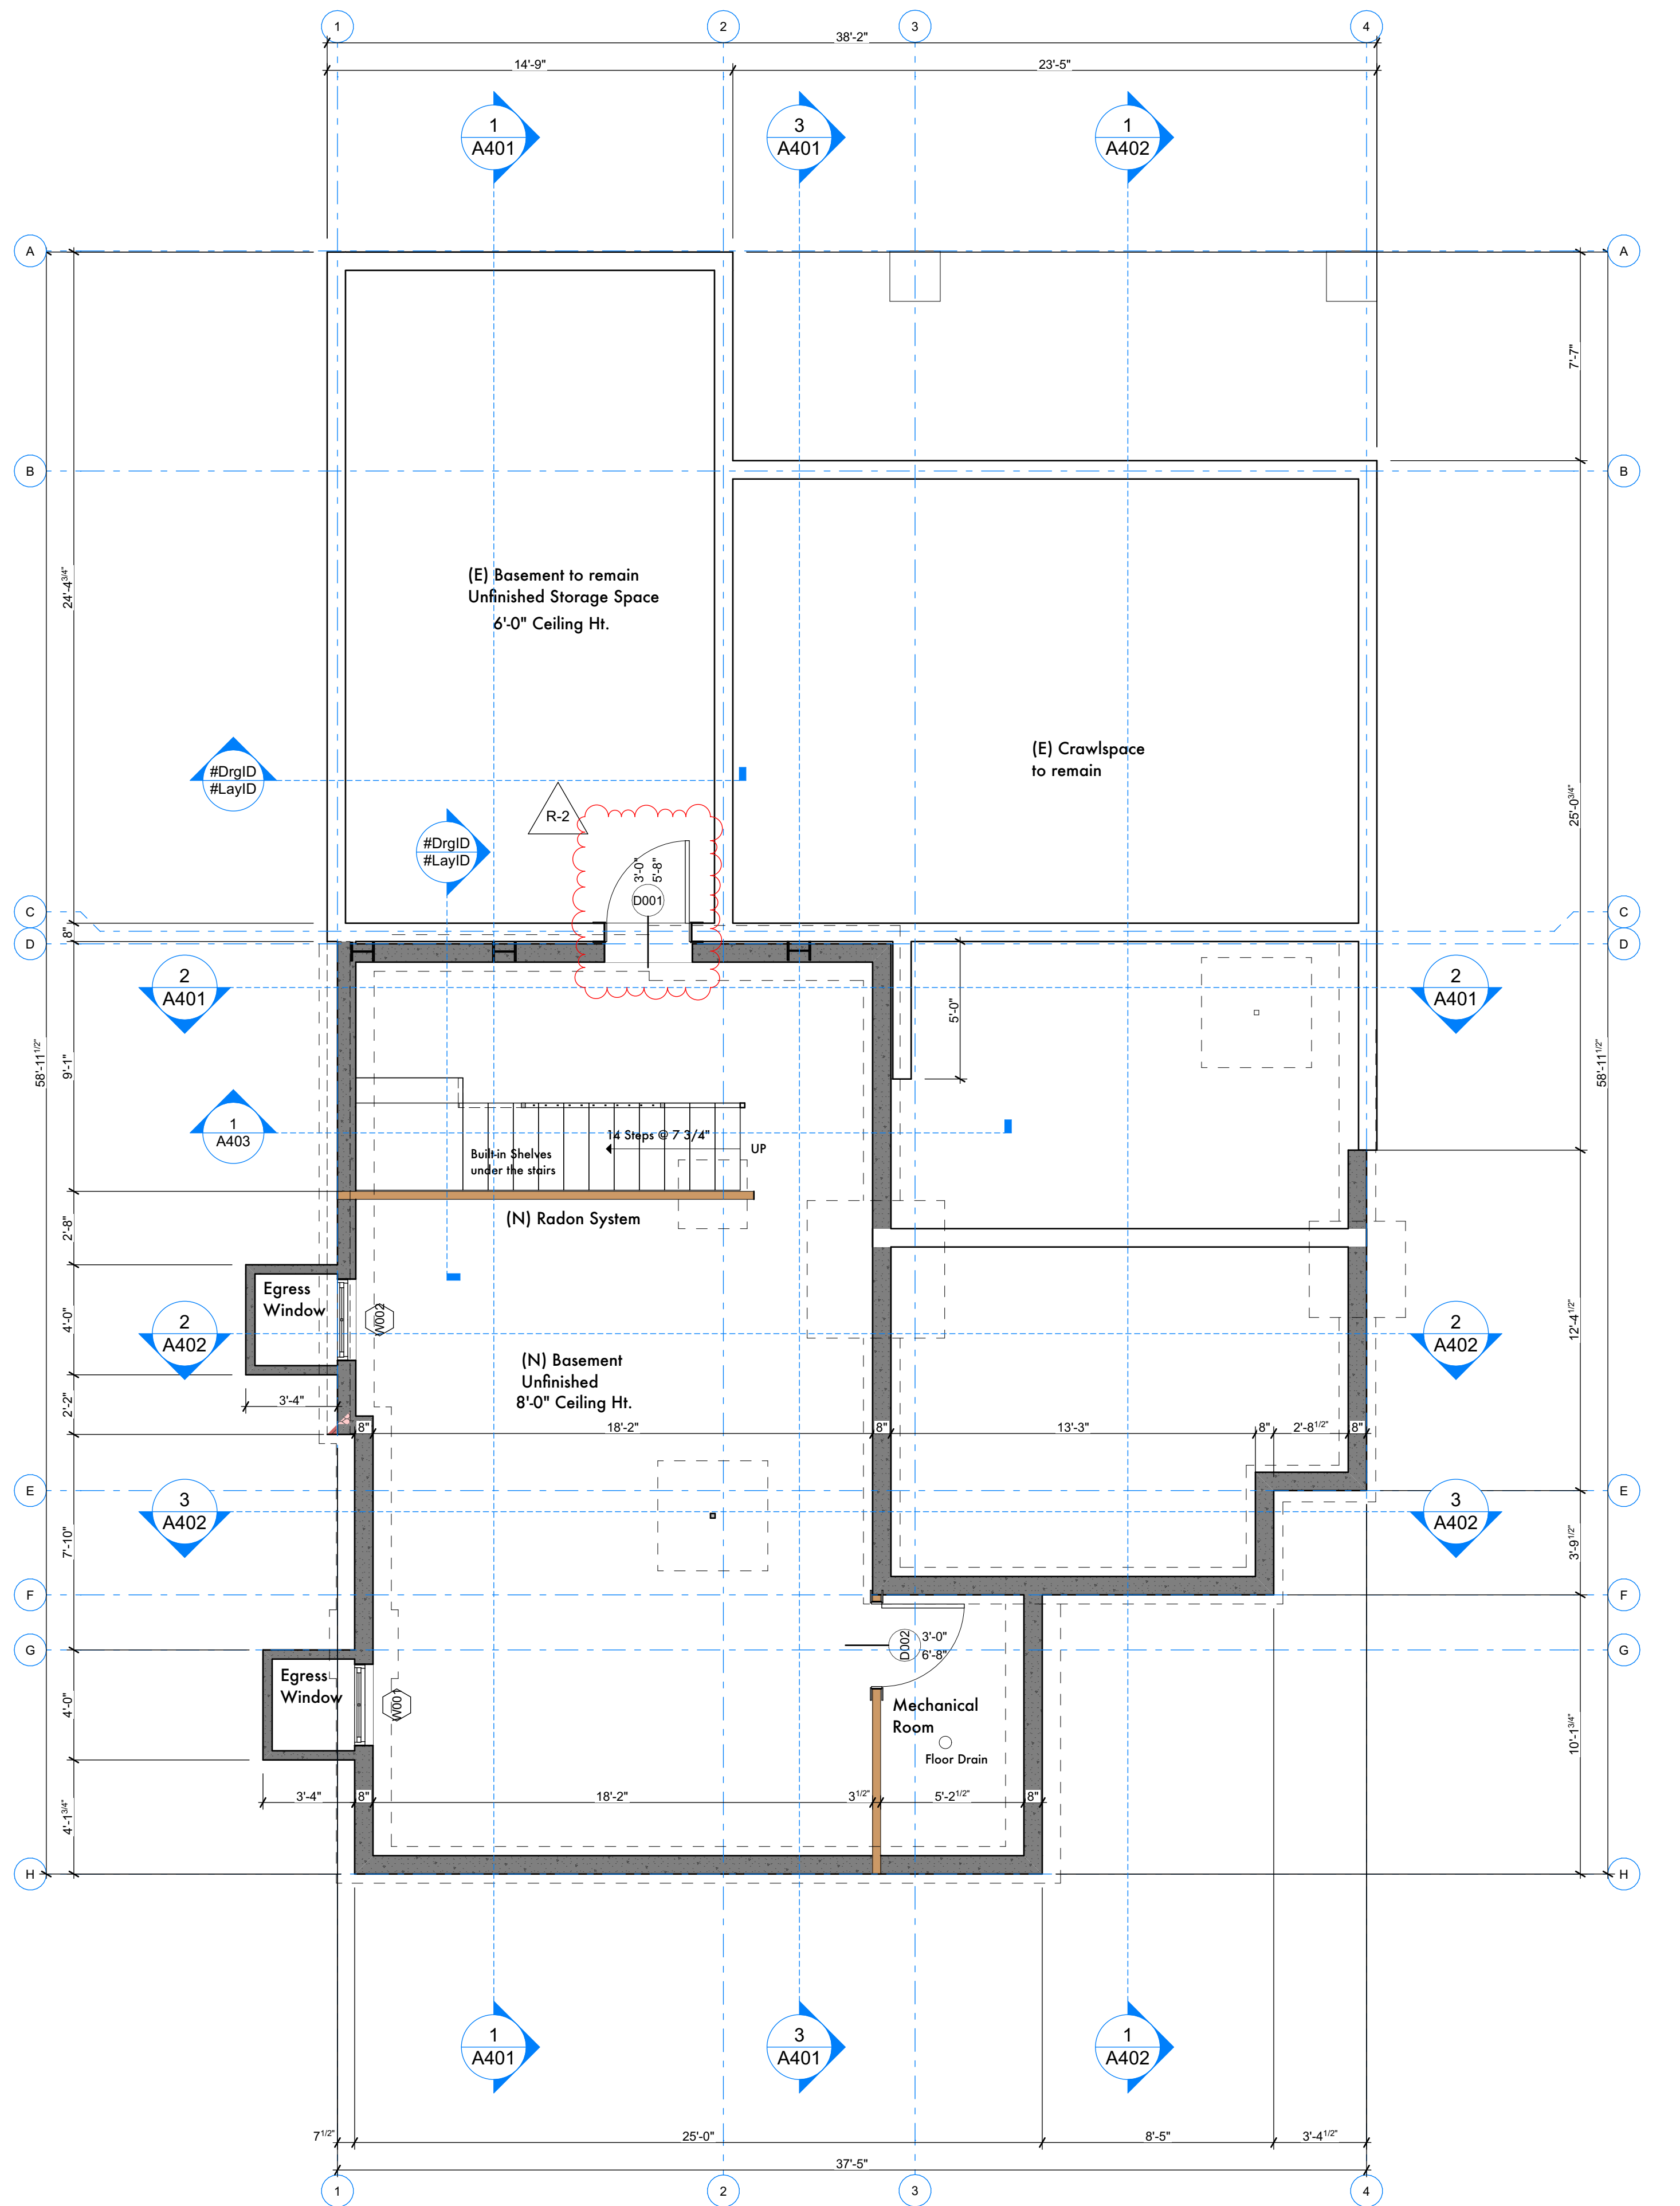 1
2
3
4
38'-2"
14'-9"
23'-5"
1
A401
3
A401
1
A402
A
A
7'-7"
B
B
24'-4 3/4"
(E) Basement to remain
Unfinished Storage Space
6'-0" Ceiling Ht.
(E) Crawlspace
to remain
#DrgID
#LayID
25'-0 3/4"
R-2
#DrgID
#LayID
3'-0"
5'-8"
D001
C
C
8"
D
D
2
A401
2
A401
5'-0"
58'-11 1/2"
58'-11 1/2"
9'-1"
1
A403
14 Steps @ 7 3/4"
UP
Built-in Shelves
under the stairs
(N) Radon System
2'-8"
Egress
Window
W002
4'-0"
2
A402
2
A402
12'-4 1/2"
(N) Basement
Unfinished
8'-0" Ceiling Ht.
3'-4"
2'-2"
8"
18'-2"
8"
13'-3"
8"
2'-8 1/2"
8"
E
E
3
A402
3
A402
7'-10"
3'-9 1/2"
F
F
D002
3'-0"
6'-8"
G
G
Egress
Window
W001
4'-0"
Mechanical
Room
Floor Drain
10'-1 3/4"
3'-4"
8"
18'-2"
3 1/2"
5'-2 1/2"
8"
4'-1 3/4"
H
H
1
A401
3
A401
1
A402
7 1/2"
25'-0"
8'-5"
3'-4 1/2"
37'-5"
1
2
3
4